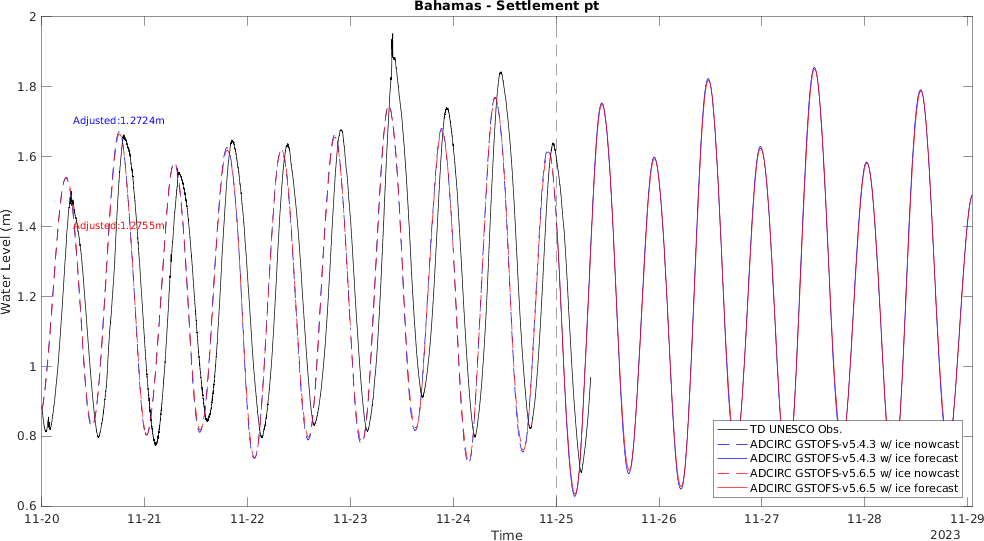 Bahamas - Settlement pt
2
1.8
1.6
1.4
1.2
1
0.8
0.6
Water Level (m)
Adjusted:1.2724m
Adjusted:1.2755m
TD UNESCO Obs.
ADCIRC GSTOFS-v5.4.3 w/ ice nowcast
ADCIRC GSTOFS-v5.4.3 w/ ice forecast
ADCIRC GSTOFS-v5.6.5 w/ ice nowcast
ADCIRC GSTOFS-v5.6.5 w/ ice forecast
11-20 11-21 11-22 11-23 11-24 11-25 11-26 11-27 11-28 11-29
Time
2023